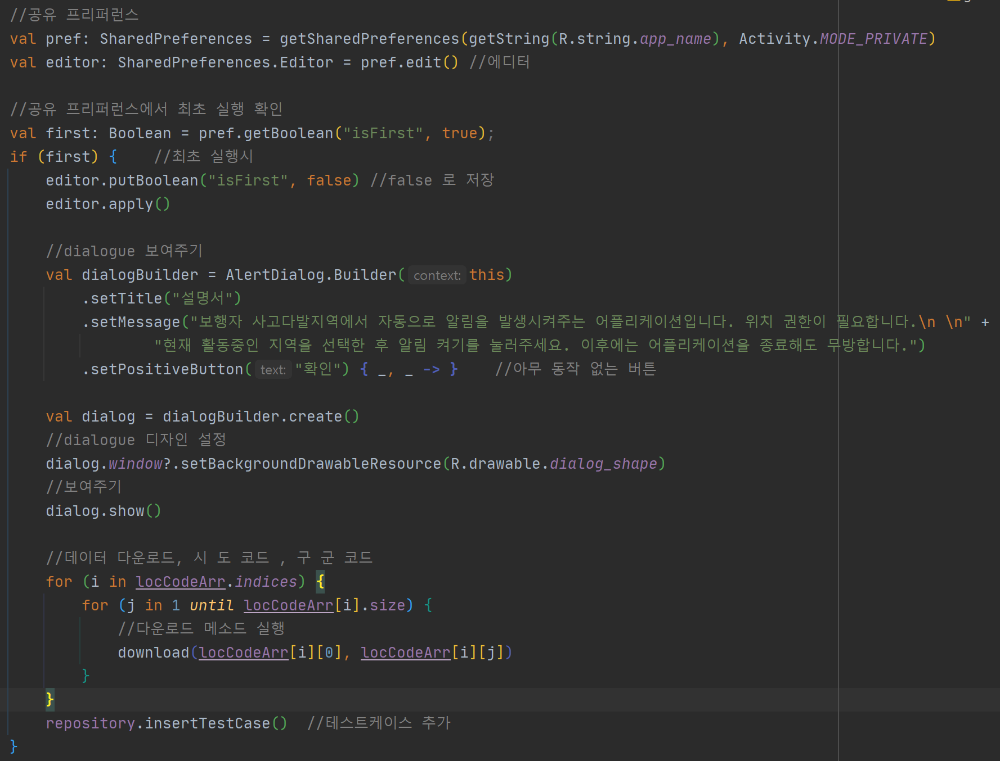 //공유 프리퍼런스
val pref: SharedPreferences = getSharedPreferences(getString(R.string.app_name), Activity.MODE_PRIVATE)
val editor: SharedPreferences.Editor = pref.edit() //에디터
//공유 프리퍼런스에서 최초 실행 확인
val first: Boolean = pref.getBoolean("isFirst", true);
if (first) {    //최초 실행시
    editor.putBoolean("isFirst", false) //false 로 저장
    editor.apply()
    //dialogue 보여주기
    val dialogBuilder = AlertDialog.Builder( context: this)
        .setTitle("설명서")
        .setMessage("보행자 사고다발지역에서 자동으로 알림을 발생시켜주는 어플리케이션입니다. 위치 권한이 필요합니다.\n \n" +
                "현재 활동중인 지역을 선택한 후 알림 켜기를 눌러주세요. 이후에는 어플리케이션을 종료해도 무방합니다.")
        .setPositiveButton( text: "확인") { _, _ -> }    //아무 동작 없는 버튼
    val dialog = dialogBuilder.create()
    //dialogue 디자인 설정
    dialog.window?.setBackgroundDrawableResource(R.drawable.dialog_shape)
    //보여주기
    dialog.show()
    //데이터 다운로드, 시 도 코드 , 구 군 코드
    for (i in locCodeArr.indices) {
        for (j in 1 until locCodeArr[i].size) {
            //다운로드 메소드 실행
            download(locCodeArr[i][0], locCodeArr[i][j])
        }
    }
    repository.insertTestCase()  //테스트케이스 추가
}